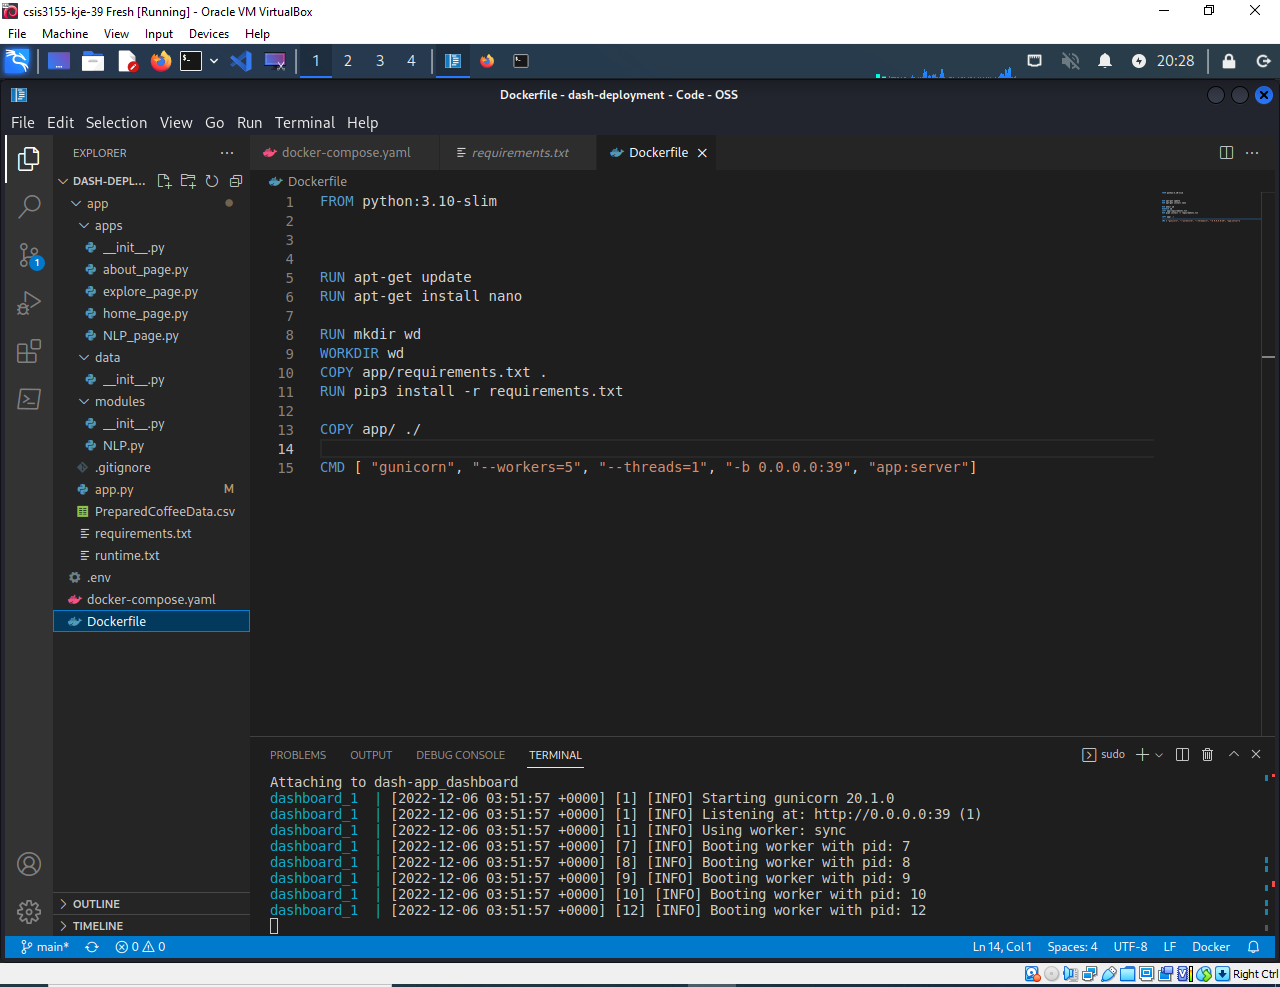 csis3155-kje-39 Fresh [Running] - Oracle VM VirtualBox
File Machine View Input Devices Help
1 2 3 4
20:28
Dockerfile - dash-deployment - Code - OSS
File Edit Selection View Go Run Terminal Help
EXPLORER
docker-compose.yaml requirements.txt Dockerfile
DASH-DEPL...
app
apps
__init__.py
about_page.py
explore_page.py
home_page.py
NLP_page.py
data
__init__.py
modules
__init__.py
NLP.py
.gitignore
app.py M
PreparedCoffeeData.csv
requirements.txt
runtime.txt
.env
docker-compose.yaml
Dockerfile
OUTLINE
TIMELINE
1
Dockerfile
1 FROM python:3.10-slim
2
3
4
5 RUN apt-get update
6 RUN apt-get install nano
7
8 RUN mkdir wd
9 WORKDIR wd
10 COPY app/requirements.txt .
11 RUN pip3 install -r requirements.txt
12
13 COPY app/ ./
14
15 CMD [ "gunicorn", "--workers=5", "--threads=1", "-b 0.0.0.0:39", "app:server"]
PROBLEMS OUTPUT DEBUG CONSOLE TERMINAL
sudo
Attaching to dash-app_dashboard
dashboard_1 | [2022-12-06 03:51:57 +0000] [1] [INFO] Starting gunicorn 20.1.0
dashboard_1 | [2022-12-06 03:51:57 +0000] [1] [INFO] Listening at: http://0.0.0.0:39 (1)
dashboard_1 | [2022-12-06 03:51:57 +0000] [1] [INFO] Using worker: sync
dashboard_1 | [2022-12-06 03:51:57 +0000] [7] [INFO] Booting worker with pid: 7
dashboard_1 | [2022-12-06 03:51:57 +0000] [8] [INFO] Booting worker with pid: 8
dashboard_1 | [2022-12-06 03:51:57 +0000] [9] [INFO] Booting worker with pid: 9
dashboard_1 | [2022-12-06 03:51:57 +0000] [10] [INFO] Booting worker with pid: 10
dashboard_1 | [2022-12-06 03:51:57 +0000] [12] [INFO] Booting worker with pid: 12
main* 0 0 Ln 14, Col 1 Spaces: 4 UTF-8 LF Docker
Right Ctrl